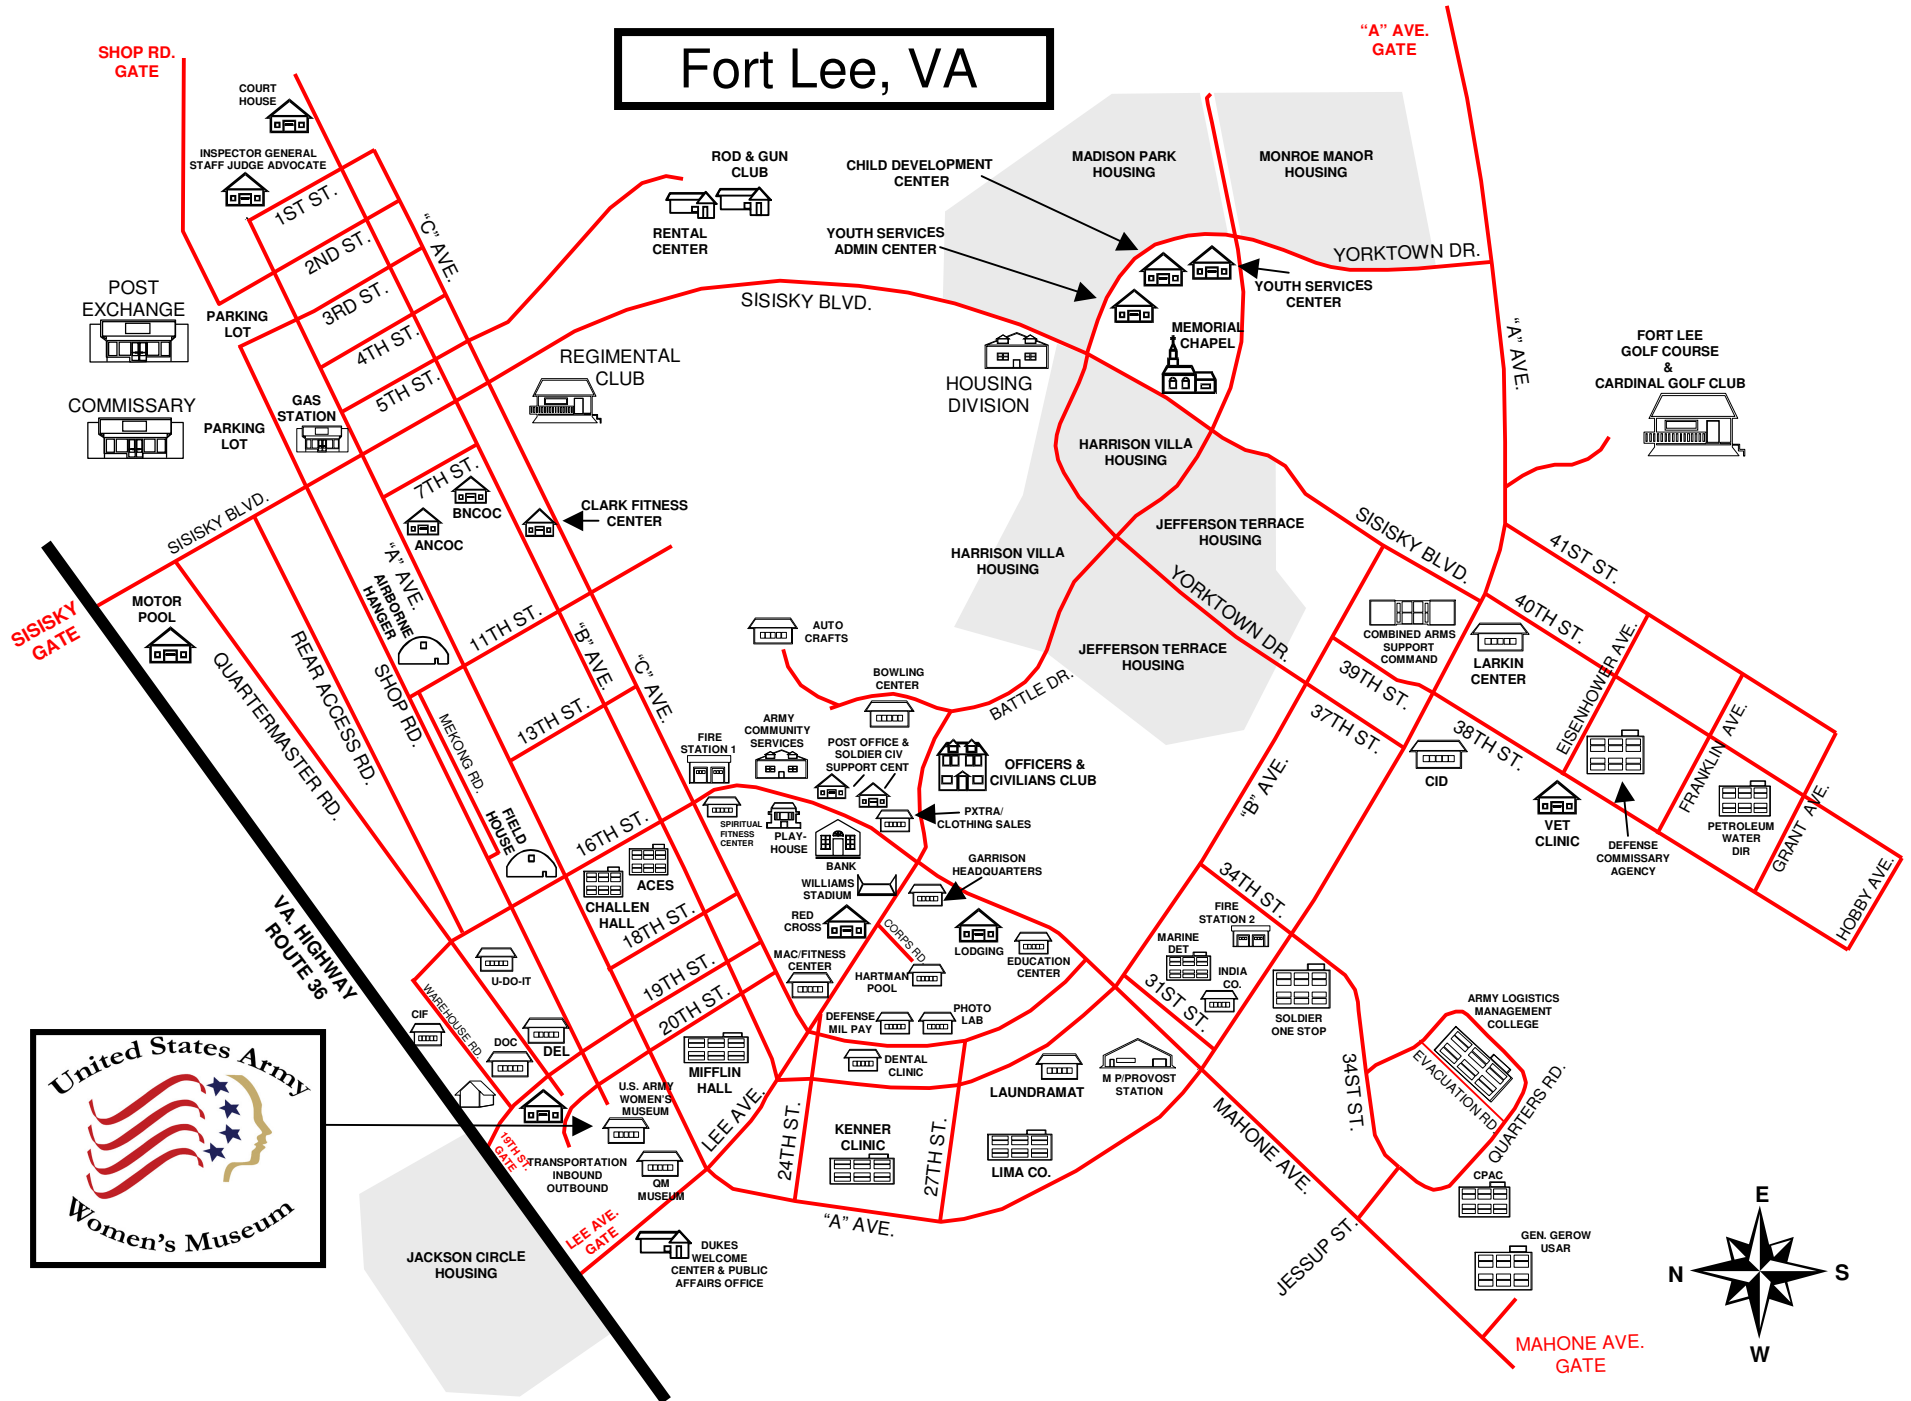 Fort Lee, VA
SHOP RD.
GATE
"A" AVE.
GATE
COURT
HOUSE
INSPECTOR GENERAL
STAFF JUDGE ADVOCATE
1ST ST.
2ND ST.
3RD ST.
4TH ST.
5TH ST.
7TH ST.
"C" AVE.
ROD & GUN
CLUB
RENTAL
CENTER
CHILD DEVELOPMENT
CENTER
YOUTH SERVICES
ADMIN CENTER
MADISON PARK
HOUSING
MONROE MANOR
HOUSING
YORKTOWN DR.
YOUTH SERVICES
CENTER
MEMORIAL
CHAPEL
POST
EXCHANGE
PARKING
LOT
COMMISSARY
PARKING
LOT
GAS
STATION
SISISKY BLVD.
REGIMENTAL
CLUB
HOUSING
DIVISION
"A" AVE.
FORT LEE
GOLF COURSE
&
CARDINAL GOLF CLUB
HARRISON VILLA
HOUSING
BNCOC
ANCOC
CLARK FITNESS
CENTER
SISISKY BLVD.
JEFFERSON TERRACE
HOUSING
HARRISON VILLA
HOUSING
SISISKY BLVD.
41ST ST.
SISISKY
GATE
MOTOR
POOL
"A" AVE.
AIRBORNE
HANGER
11TH ST.
"B" AVE.
"C" AVE.
AUTO
CRAFTS
YORKTOWN DR.
JEFFERSON TERRACE
HOUSING
COMBINED ARMS
SUPPORT
COMMAND
LARKIN
CENTER
40TH ST.
EISENHOWER AVE.
QUARTERMASTER RD.
REAR ACCESS RD.
SHOP RD.
MEKONG RD.
13TH ST.
BOWLING
CENTER
BATTLE DR.
39TH ST.
37TH ST.
38TH ST.
FIRE
STATION 1
ARMY
COMMUNITY
SERVICES
POST OFFICE &
SOLDIER CIV
SUPPORT CENT
OFFICERS &
CIVILIANS CLUB
CID
"B" AVE.
VET
CLINIC
DEFENSE
COMMISSARY
AGENCY
FRANKLIN AVE.
PETROLEUM
WATER
DIR
GRANT AVE.
HOBBY AVE.
FIELD
HOUSE
16TH ST.
SPIRITUAL
FITNESS
CENTER
PLAY-
HOUSE
BANK
PXTRA/
CLOTHING SALES
GARRISON
HEADQUARTERS
ACES
CHALLEN
HALL
WILLIAMS
STADIUM
RED
CROSS
CORPS RD
LODGING
EDUCATION
CENTER
34TH ST.
FIRE
STATION 2
MARINE
DET
INDIA
CO.
31ST ST.
SOLDIER
ONE STOP
VA. HIGHWAY
ROUTE 36
18TH ST.
19TH ST.
20TH ST.
MAC/FITNESS
CENTER
HARTMAN
POOL
DEFENSE
MIL PAY
PHOTO
LAB
U-DO-IT
WAREHOUSE RD.
CIF
DOC
DEL
MIFFLIN
HALL
DENTAL
CLINIC
LAUNDRAMAT
M P/PROVOST
STATION
34ST ST.
ARMY LOGISTICS
MANAGEMENT
COLLEGE
EVACUATION RD
QUARTERS RD.
United States Army
Women's Museum
U.S. ARMY
WOMEN'S
MUSEUM
19TH ST.
GATE
TRANSPORTATION
INBOUND
OUTBOUND
QM
MUSEUM
LEE AVE.
24TH ST.
KENNER
CLINIC
27TH ST.
LIMA CO.
MAHONE AVE.
CPAC
"A" AVE.
LEE AVE.
GATE
DUKES
WELCOME
CENTER & PUBLIC
AFFAIRS OFFICE
JACKSON CIRCLE
HOUSING
JESSUP ST.
GEN. GEROW
USAR
MAHONE AVE.
GATE
E
N
S
W